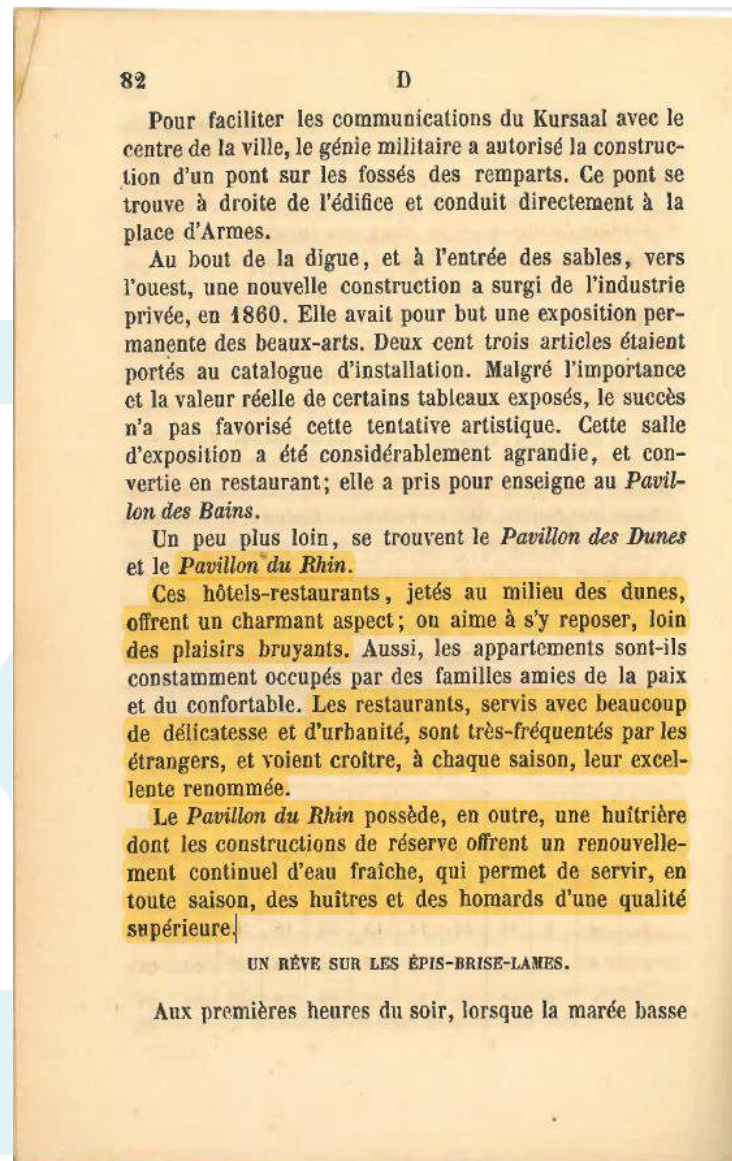 82 D
Pour faciliter les communications du Kursaal avec le
centre de la ville, le génie militaire a autorisé la construc-
tion d'un pont sur les fossés des remparts. Ce pont se
trouve à droite de l'édifice et conduit directement à la
place d'Armes.
Au bout de la digue, et à l'entrée des sables, vers
l'ouest, une nouvelle construction a surgi de l'industrie
privée, en 1860. Elle avait pour but une exposition per-
manente des beaux-arts. Deux cent trois articles étaient
portés au catalogue d'installation. Malgré l'importance
et la valeur réelle de certains tableaux exposés, le succès
n'a pas favorisé cette tentative artistique. Cette salle
d'exposition a été considérablement agrandie, et con-
vertie en restaurant; elle a pris pour enseigne au Pavil-
lon des Bains.
Un peu plus loin, se trouvent le Pavillon des Dunes
et le Pavillon du Rhin.
Ces hôtels-restaurants, jetés au milieu des dunes,
offrent un charmant aspect; on aime à s'y reposer, loin
des plaisirs bruyants. Aussi, les appartements sont-ils
constamment occupés par des familles amies de la paix
et du confortable. Les restaurants, servis avec beaucoup
de délicatesse et d'urbanité, sont très-fréquentés par les
étrangers, et voient croître, à chaque saison, leur excel-
lente renommée.
Le Pavillon du Rhin possède, en outre, une huîtrière
dont les constructions de réserve offrent un renouvelle-
ment continuel d'eau fraîche, qui permet de servir, en
toute saison, des huîtres et des homards d'une qualité
supérieure.
UN RÊVE SUR LES ÉPIS-BRISE-LAMES.
Aux premières heures du soir, lorsque la marée basse